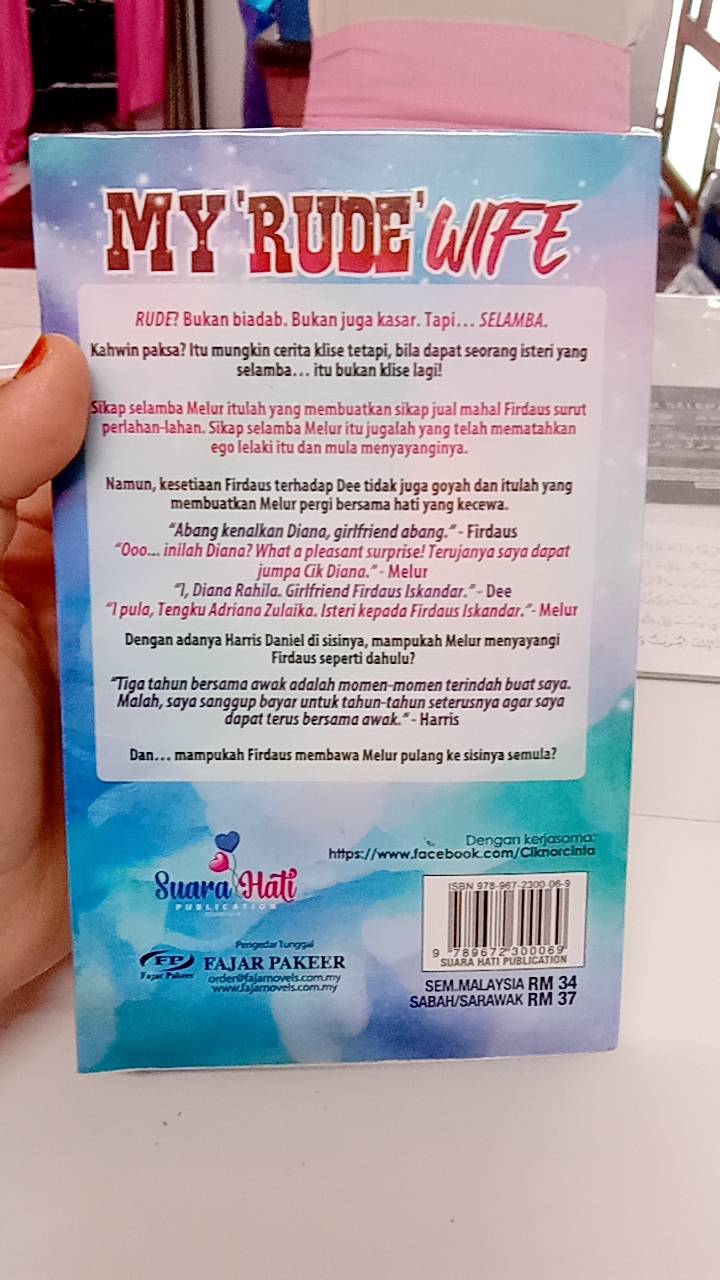 MY 'RUDE' WIFE
RUDE? Bukan biadab. Bukan juga kasar. Tapi... SELAMBA.
Kahwin paksa? Itu mungkin cerita klise tetapi, bila dapat seorang isteri yang
selamba... itu bukan klise lagi!
Sikap selamba Melur itulah yang membuatkan sikap jual mahal Firdaus surut
perlahan-lahan. Sikap selamba Melur itu jugalah yang telah mematahkan
ego lelaki itu dan mula menyayanginya.
Namun, kesetiaan Firdaus terhadap Dee tidak juga goyah dan itulah yang
membuatkan Melur pergi bersama hati yang kecewa.
"Abang kenalkan Diana, girlfriend abang." - Firdaus
"Ooo... inilah Diana? What a pleasant surprise! Terujanya saya dapat
jumpa Cik Diana." - Melur
"I, Diana Rahila. Girlfriend Firdaus Iskandar." - Dee
"I pula, Tengku Adriana Zulaika. Isteri kepada Firdaus Iskandar."- Melur
Dengan adanya Harris Daniel di sisinya, mampukah Melur menyayangi
Firdaus seperti dahulu?
"Tiga tahun bersama awak adalah momen-momen terindah buat saya.
Malah, saya sanggup bayar untuk tahun-tahun seterusnya agar saya
dapat terus bersama awak." - Harris
Dan... mampukah Firdaus membawa Melur pulang ke sisinya semula?
Dengan kerjasama:
https://www.facebook.com/Ciknorcinta
Suara Hati
PUBLICATION
ISBN 978-967-2300-06-9
9 789672 300069
SUARA HATI PUBLICATION
Pengedar Tunggal
FP
Fajar Pakeer
FAJAR PAKEER
order@fajarnovels.com.my
www.fajarnovels.com.my
SEM.MALAYSIA RM 34
SABAH/SARAWAK RM 37